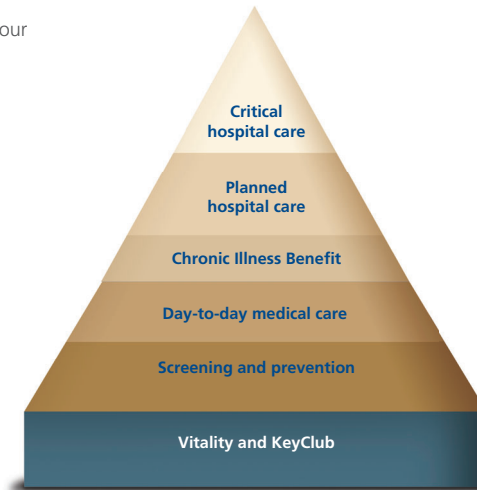 our
Critical
hospital care
Planned
hospital care
Chronic Illness Benefit
Day-to-day medical care
Screening and prevention
Vitality and KeyClub